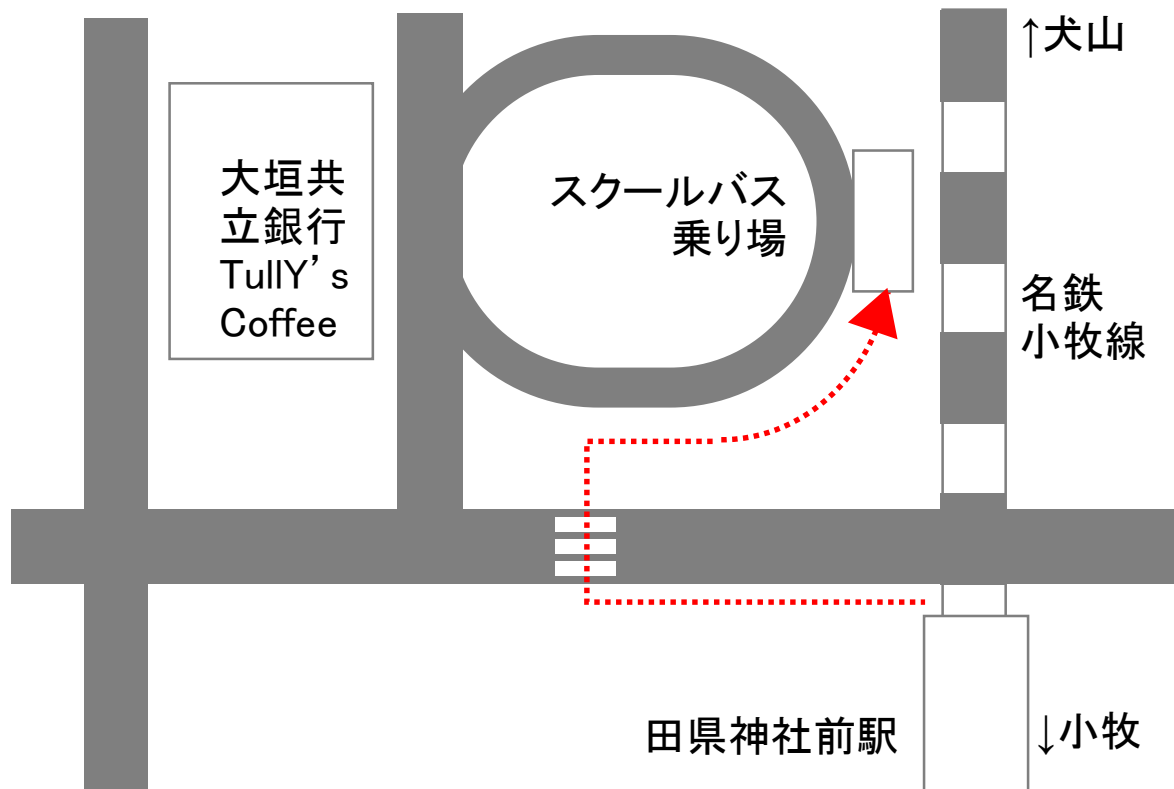 ↑犬山
大垣共
立銀行
TullY’s
Coffee
スクールバス
乗り場
名鉄
小牧線
田県神社前駅
↓小牧